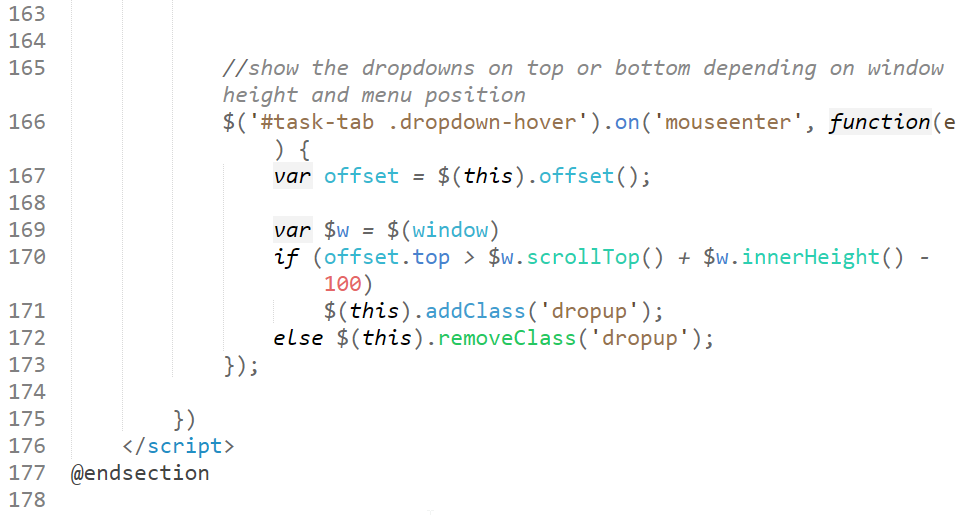 163
164
165 //show the dropdowns on top or bottom depending on window
height and menu position
166 $('#task-tab .dropdown-hover').on('mouseenter', function(e
) {
167 var offset = $(this).offset();
168
169 var $w = $(window)
170 if (offset.top > $w.scrollTop() + $w.innerHeight() -
100)
171 $(this).addClass('dropup');
172 else $(this).removeClass('dropup');
173 });
174
175 })
176 </script>
177 @endsection
178